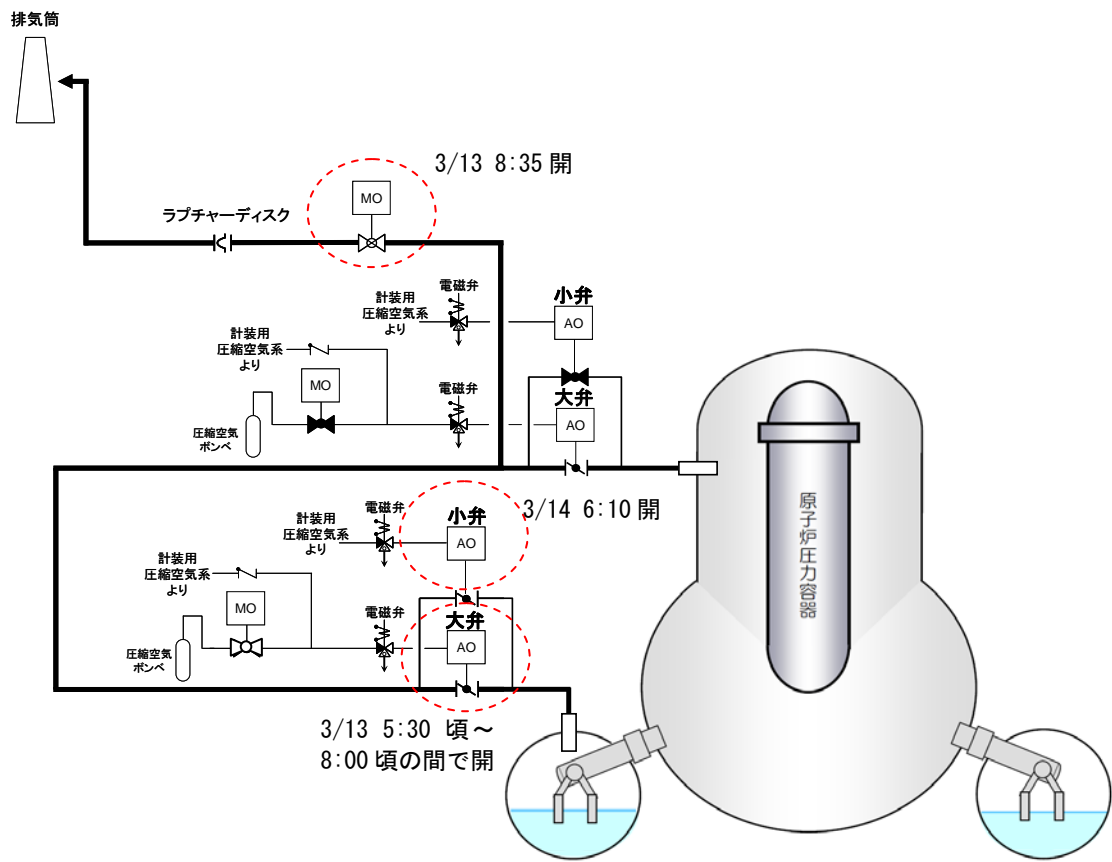 排気筒
3/13 8:35 開
MO
ラプチャーディスク
電磁弁
小弁
計装用
圧縮空気系
より
AO
計装用
圧縮空気系
より
MO
電磁弁
大弁
AO
圧縮空気
ボンベ
3/14 6:10 開
電磁弁
小弁
計装用
圧縮空気系
より
AO
計装用
圧縮空気系
より
MO
電磁弁
大弁
AO
圧縮空気
ボンベ
3/13 5:30 頃~
8:00 頃の間で開
原子炉圧力容器